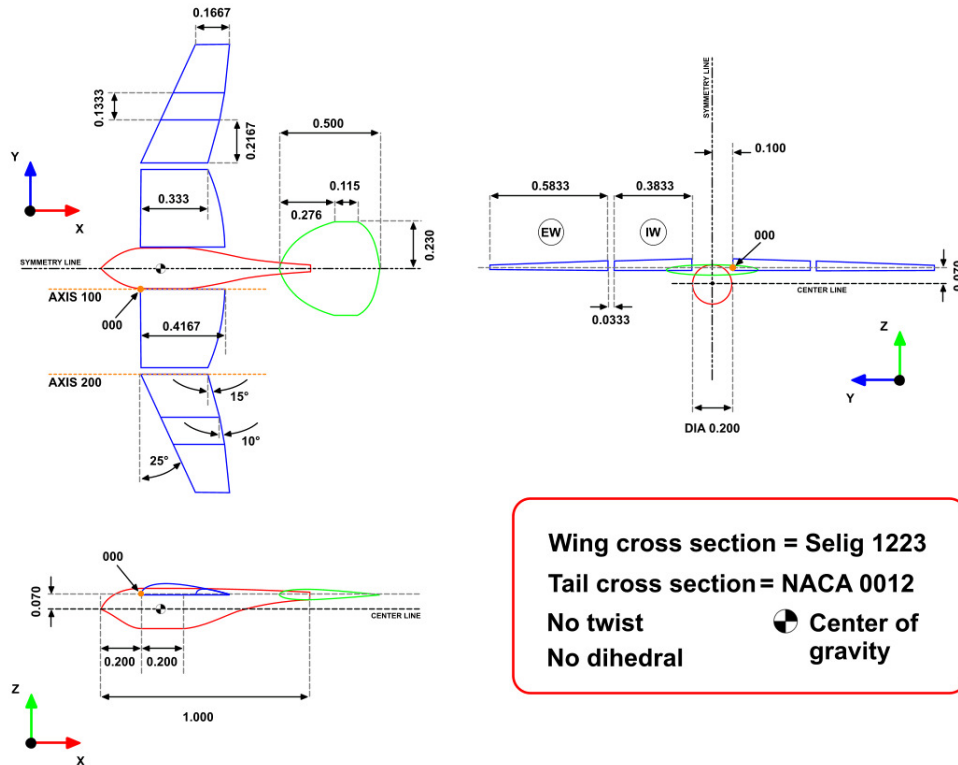 0.1667
0.1333
0.2167
0.500
0.115
0.276
0.230
0.333
Y
X
SYMMETRY LINE
AXIS 100
000
0.4167
AXIS 200
15°
10°
25°
SYMMETRY LINE
0.100
0.5833
0.3833
EW
IW
000
0.070
CENTER LINE
0.0333
Z
Y
DIA 0.200
000
0.070
CENTER LINE
0.200
0.200
1.000
Z
X
Wing cross section = Selig 1223
Tail cross section = NACA 0012
No twist
No dihedral
Center of
gravity